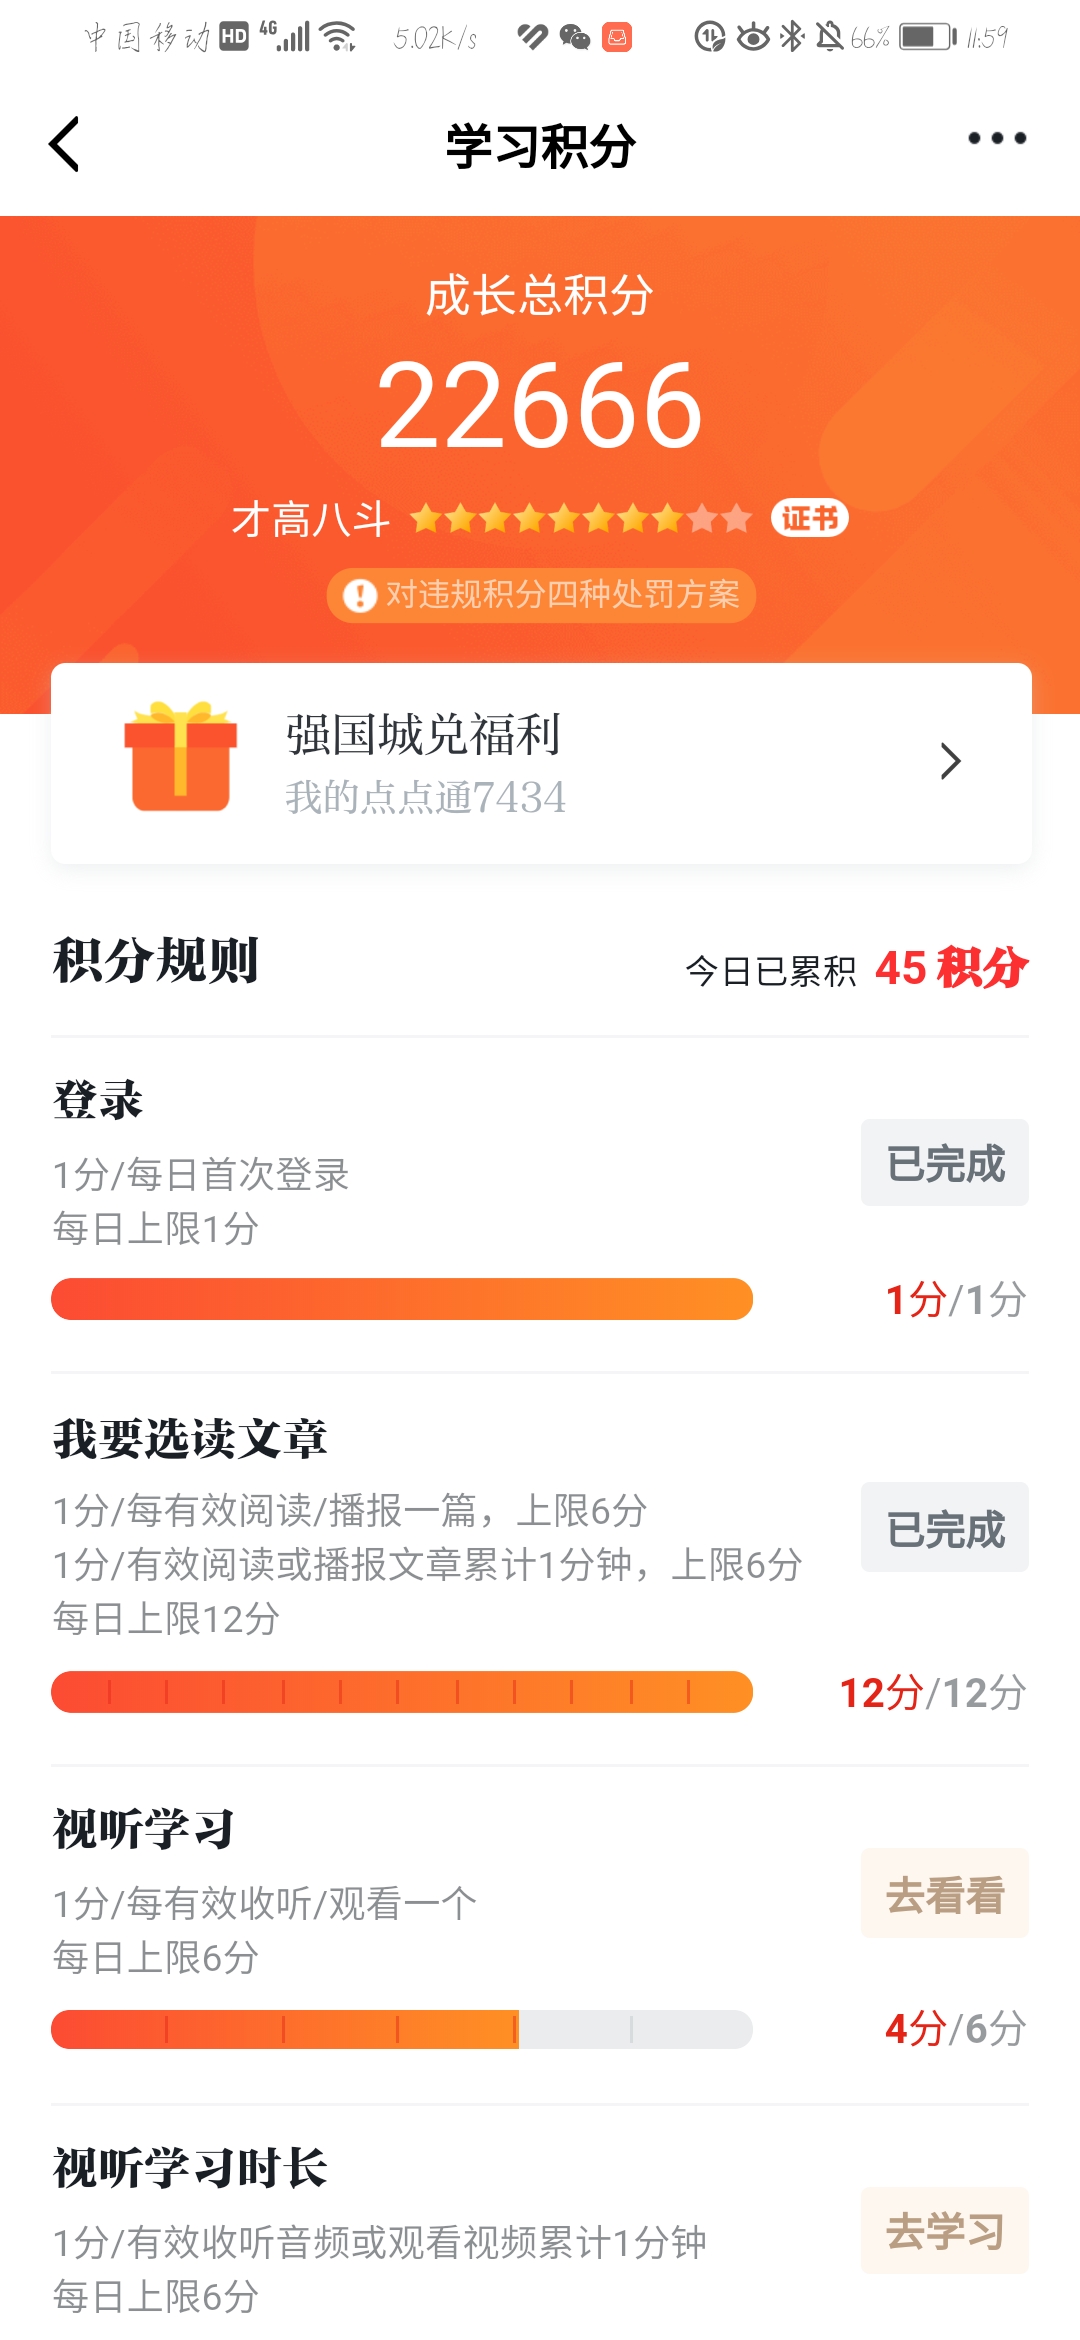 中国移动 HD 4G 5.02K/s 66% 11:59
学习积分
成长总积分
22666
才高八斗 证书
对违规积分四种处罚方案
强国城兑福利
我的点点通7434
积分规则
今日已累积 45 积分
登录
1分/每日首次登录
已完成
每日上限1分
1分/1分
我要选读文章
1分/每有效阅读/播报一篇，上限6分
已完成
1分/有效阅读或播报文章累计1分钟，上限6分
每日上限12分
12分/12分
视听学习
1分/每有效收听/观看一个
去看看
每日上限6分
4分/6分
视听学习时长
1分/有效收听音频或观看视频累计1分钟
去学习
每日上限6分